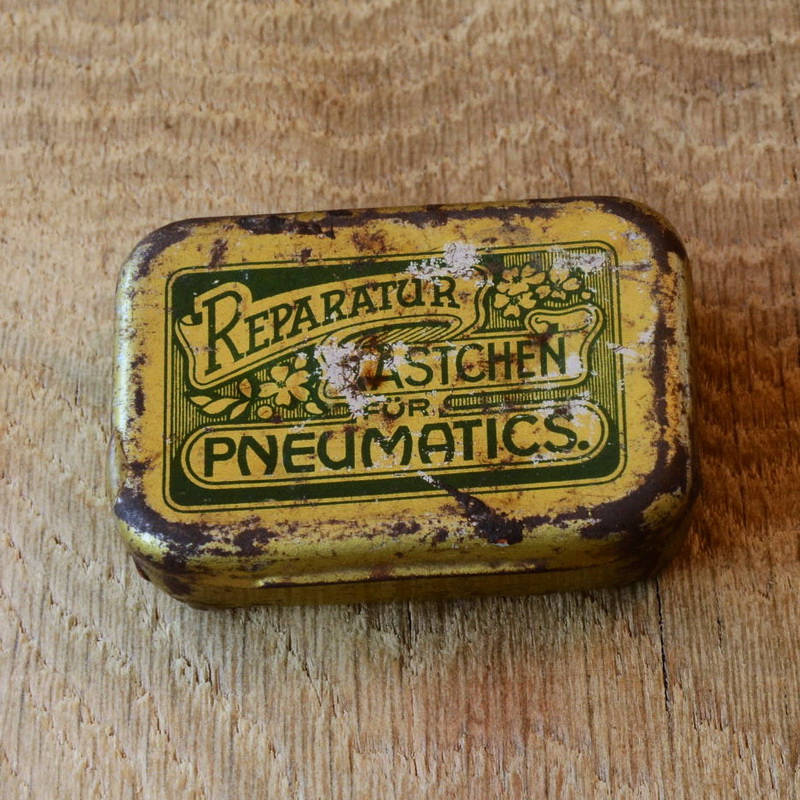 REPARATUR
KÄSTCHEN
FÜR
PNEUMATICS.